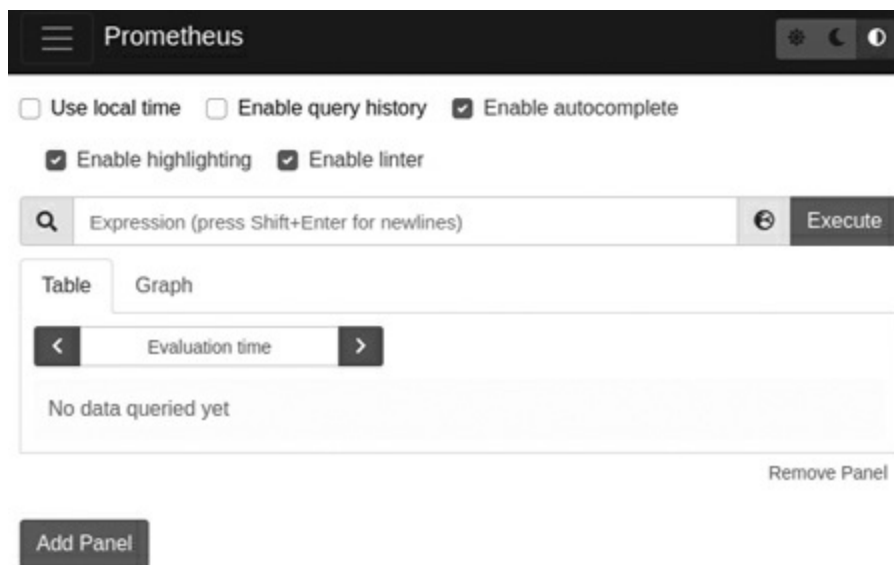 Prometheus
Use local time Enable query history Enable autocomplete
Enable highlighting Enable linter
Expression (press Shift+Enter for newlines) Execute
Table Graph
Evaluation time
No data queried yet
Remove Panel
Add Panel